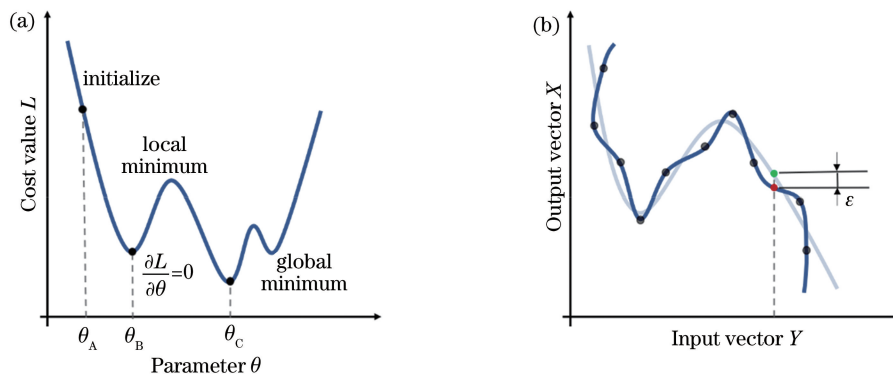 (a)
Cost value L
initialize
local
minimum
∂L
∂θ
=0
global
minimum
θA
θB
θC
Parameter θ
(b)
Output vector X
ε
Input vector Y